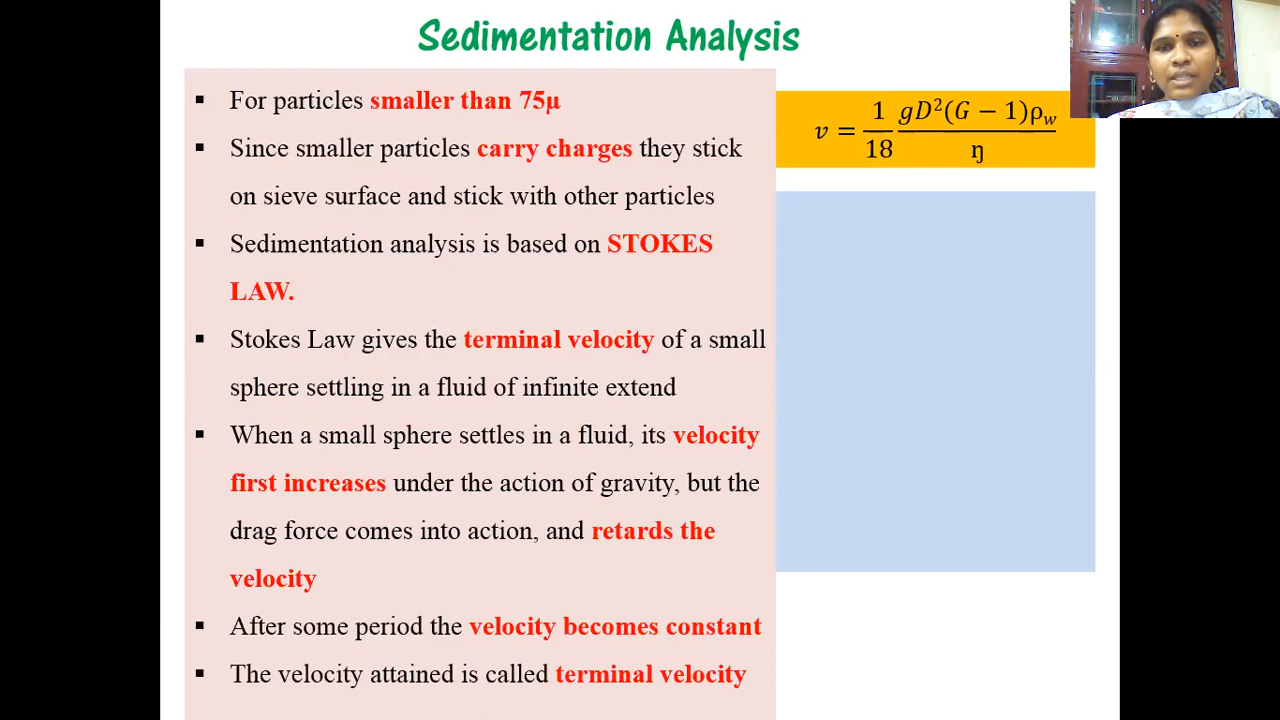 Sedimentation Analysis
▪ For particles smaller than 75μ
▪ Since smaller particles carry charges they stick
on sieve surface and stick with other particles
▪ Sedimentation analysis is based on STOKES
LAW.
▪ Stokes Law gives the terminal velocity of a small
sphere settling in a fluid of infinite extend
▪ When a small sphere settles in a fluid, its velocity
first increases under the action of gravity, but the
drag force comes into action, and retards the
velocity
▪ After some period the velocity becomes constant
▪ The velocity attained is called terminal velocity
v = 1/18 gD²(G − 1)ρw/ŋ